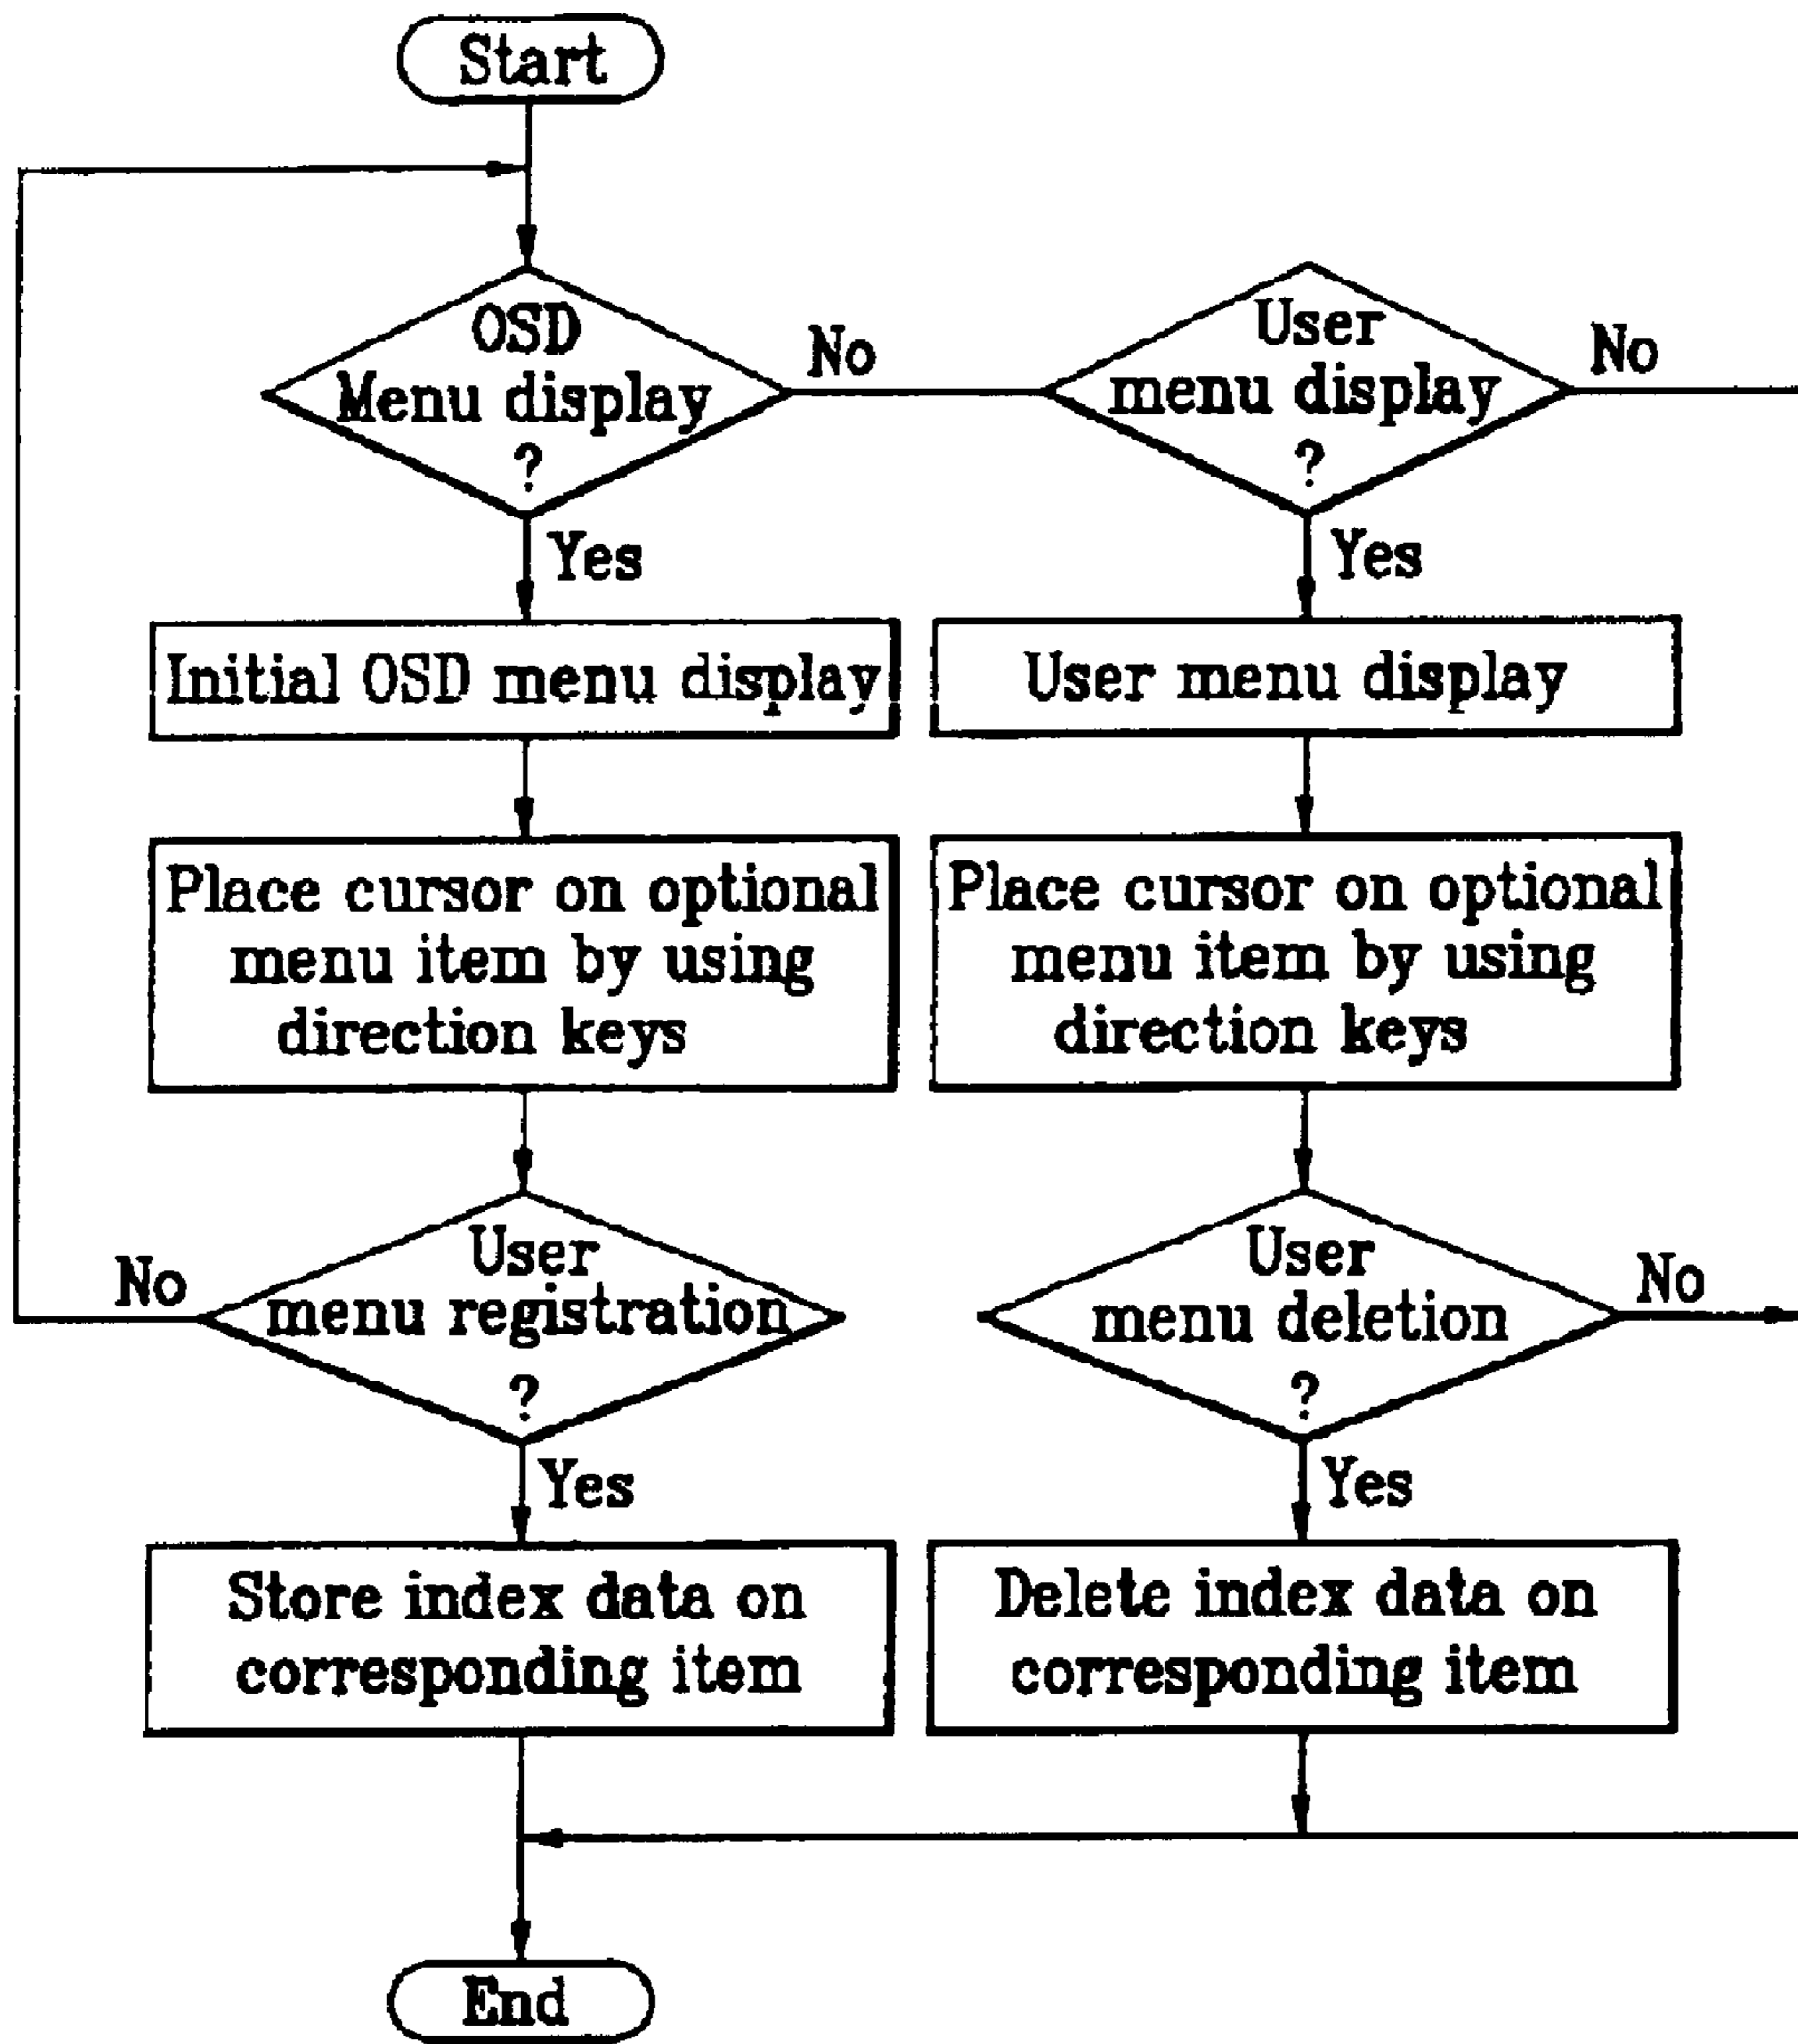 Start
OSD
Menu display
?
No
User
menu display
?
No
Yes
Yes
Initial OSD menu display
User menu display
Place cursor on optional
menu item by using
direction keys
Place cursor on optional
menu item by using
direction keys
No
User
menu registration
?
User
menu deletion
?
No
Yes
Yes
Store index data on
corresponding item
Delete index data on
corresponding item
End